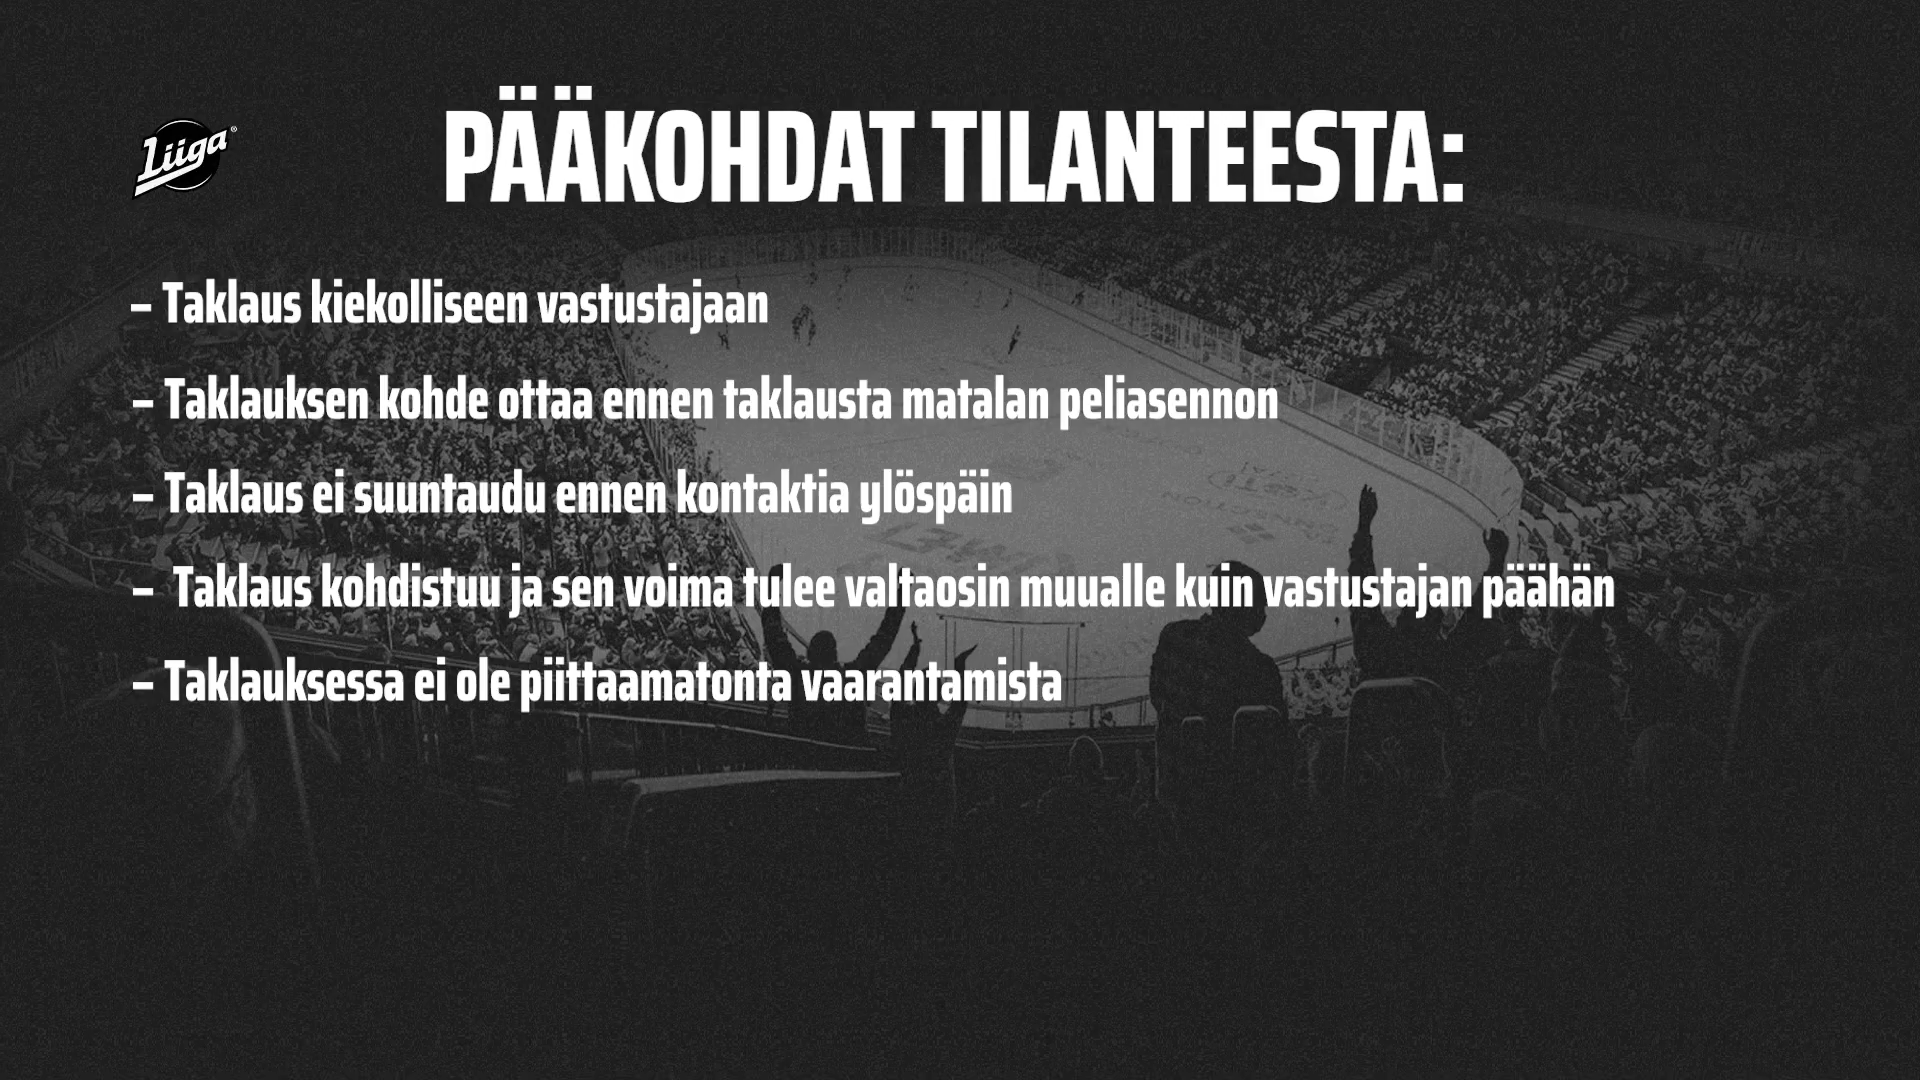 Liiga®
PÄÄKOHDAT TILANTEESTA:
– Taklaus kiekolliseen vastustajaan
– Taklauksen kohde ottaa ennen taklausta matalan peliasennon
– Taklaus ei suuntaudu ennen kontaktia ylöspäin
– Taklaus kohdistuu ja sen voima tulee valtaosin muualle kuin vastustajan päähän
– Taklauksessa ei ole piittaamatonta vaarantamista